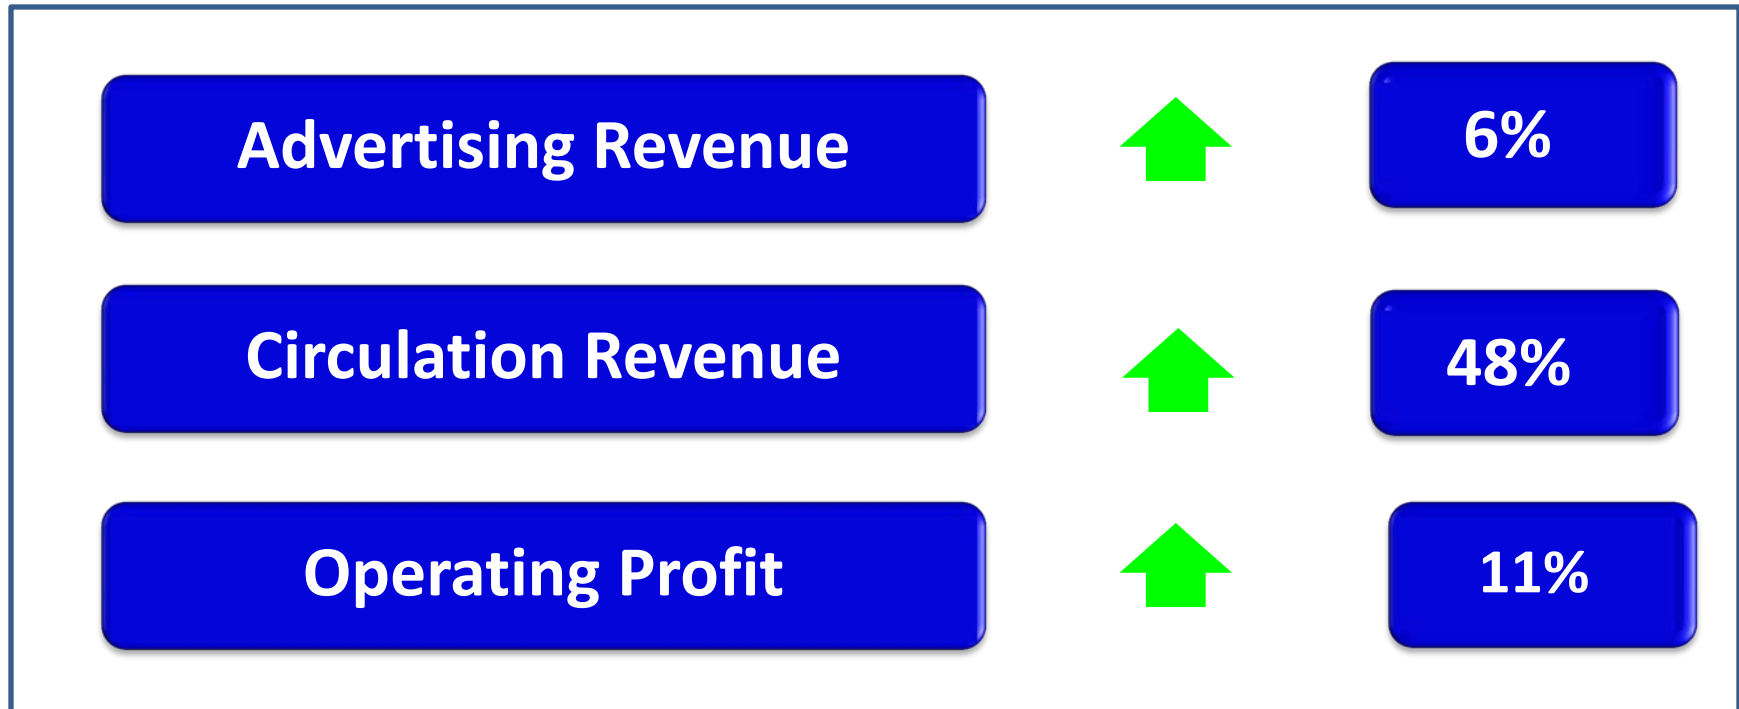 Advertising Revenue 6%
Circulation Revenue 48%
Operating Profit 11%